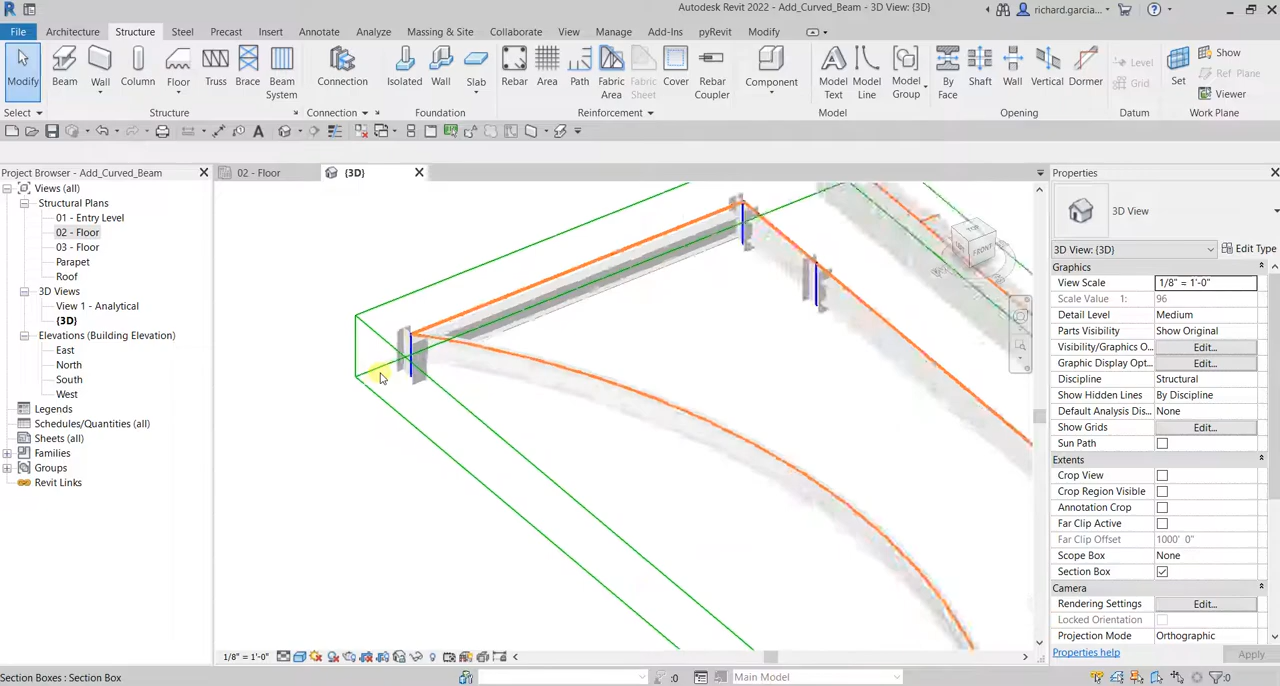 Autodesk Revit 2022 - Add_Curved_Beam - 3D View: {3D}
richard.garcia...
File Architecture Structure Steel Precast Insert Annotate Analyze Massing & Site Collaborate View Manage Add-Ins pyRevit Modify
Modify Beam Wall Column Floor Truss Brace Beam System Connection Isolated Wall Slab Rebar Area Path Fabric Area Fabric Sheet Cover Rebar Coupler Component Model Text Model Line Model Group By Face Shaft Wall Vertical Dormer Level Grid Set Show Ref Plane Viewer
Select Structure Connection Foundation Reinforcement Model Opening Datum Work Plane
Project Browser - Add_Curved_Beam
02 - Floor
{3D}
Views (all)
Structural Plans
01 - Entry Level
02 - Floor
03 - Floor
Parapet
Roof
3D Views
View 1 - Analytical
{3D}
Elevations (Building Elevation)
East
North
South
West
Legends
Schedules/Quantities (all)
Sheets (all)
Families
Groups
Revit Links
TOP
FRONT
1/8" = 1'-0"
Properties
3D View
3D View: {3D} Edit Type
Graphics
View Scale 1/8" = 1'-0"
Scale Value 1: 96
Detail Level Medium
Parts Visibility Show Original
Visibility/Graphics O... Edit...
Graphic Display Opt... Edit...
Discipline Structural
Show Hidden Lines By Discipline
Default Analysis Dis... None
Show Grids Edit...
Sun Path
Extents
Crop View
Crop Region Visible
Annotation Crop
Far Clip Active
Far Clip Offset 1000' 0"
Scope Box None
Section Box
Camera
Rendering Settings Edit...
Locked Orientation
Projection Mode Orthographic
Properties help Apply
Section Boxes : Section Box
:0
Main Model
:0